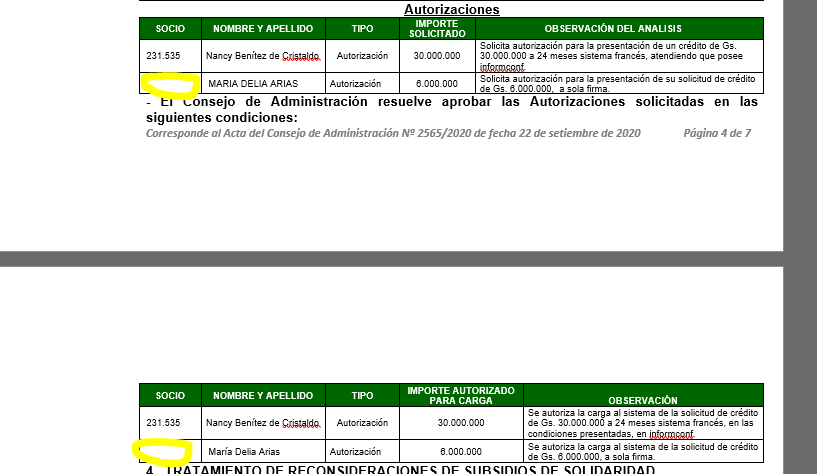 Autorizaciones
SOCIO NOMBRE Y APELLIDO TIPO IMPORTE SOLICITADO OBSERVACIÓN DEL ANALISIS
231.535 Nancy Benítez de Cristaldo. Autorización 30.000.000 Solicita autorización para la presentación de un crédito de Gs.
30.000.000 a 24 meses sistema francés, atendiendo que posee
informconf.
MARIA DELIA ARIAS Autorización 6.000.000 Solicita autorización para la presentación de su solicitud de crédito
de Gs. 6.000.000, a sola firma.
- El Consejo de Administración resuelve aprobar las Autorizaciones solicitadas en las
siguientes condiciones:
Corresponde al Acta del Consejo de Administración Nº 2565/2020 de fecha 22 de setiembre de 2020 Página 4 de 7
SOCIO NOMBRE Y APELLIDO TIPO IMPORTE AUTORIZADO PARA CARGA OBSERVACIÓN
231.535 Nancy Benítez de Cristaldo. Autorización 30.000.000 Se autoriza la carga al sistema de la solicitud de crédito
de Gs. 30.000.000 a 24 meses sistema francés, en las
condiciones presentadas, en informconf.
María Delia Arias Autorización 6.000.000 Se autoriza la carga al sistema de la solicitud de crédito
de Gs. 6.000.000, a sola firma.
4. TRATAMIENTO DE RECONSIDERACIONES DE SUBSIDIOS DE SOLIDARIDAD